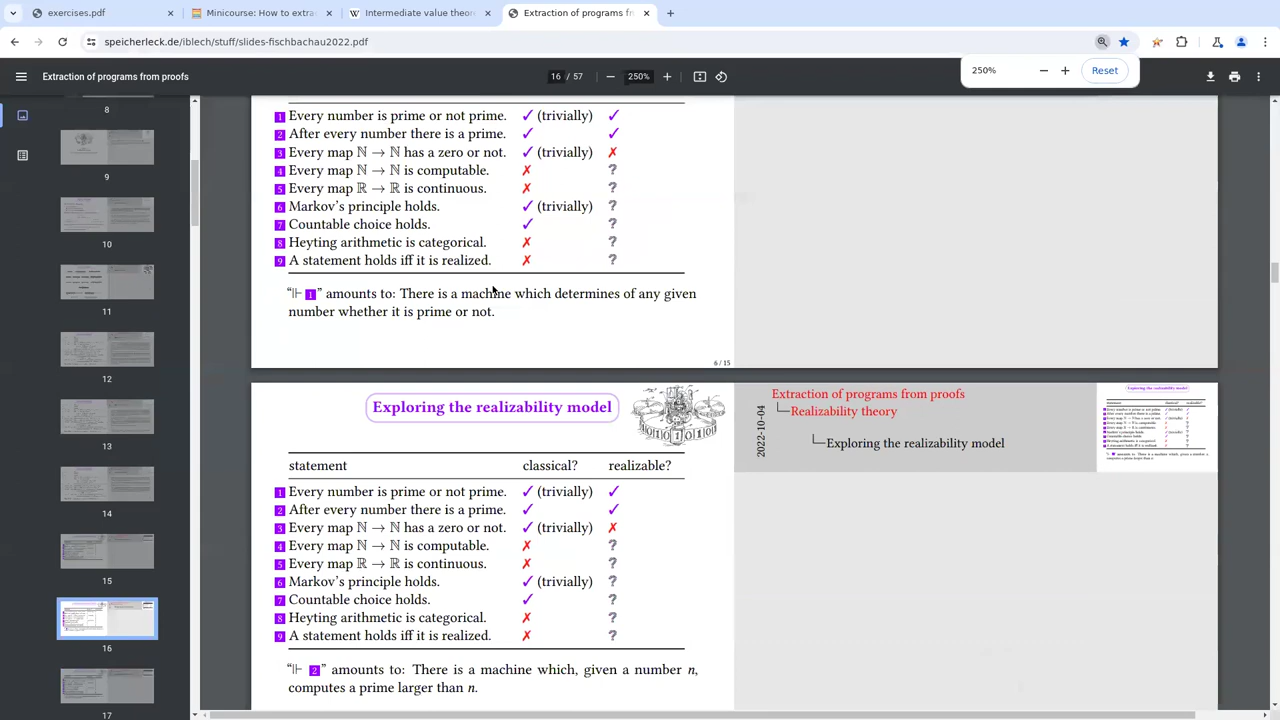 exercises.pdf
Minicourse: How to extra
Intermediate value theor
Extraction of programs fr
speicherleck.de/iblech/stuff/slides-fischbachau2022.pdf
250%
Reset
Extraction of programs from proofs
16 / 57
250%
8
9
10
11
12
13
14
15
16
17
1 Every number is prime or not prime. ✓ (trivially) ✓
2 After every number there is a prime. ✓ ✓
3 Every map ℕ → ℕ has a zero or not. ✓ (trivially) ✗
4 Every map ℕ → ℕ is computable. ✗ ?
5 Every map ℝ → ℝ is continuous. ✗ ?
6 Markov's principle holds. ✓ (trivially) ?
7 Countable choice holds. ✓ ?
8 Heyting arithmetic is categorical. ✗ ?
9 A statement holds iff it is realized. ✗ ?
“⊩ 1” amounts to: There is a machine which determines of any given
number whether it is prime or not.
6 / 15
Exploring the realizability model
statement classical? realizable?
1 Every number is prime or not prime. ✓ (trivially) ✓
2 After every number there is a prime. ✓ ✓
3 Every map ℕ → ℕ has a zero or not. ✓ (trivially) ✗
4 Every map ℕ → ℕ is computable. ✗ ?
5 Every map ℝ → ℝ is continuous. ✗ ?
6 Markov's principle holds. ✓ (trivially) ?
7 Countable choice holds. ✓ ?
8 Heyting arithmetic is categorical. ✗ ?
9 A statement holds iff it is realized. ✗ ?
“⊩ 2” amounts to: There is a machine which, given a number n,
computes a prime larger than n.
2022-10-04
Extraction of programs from proofs
Realizability theory
Exploring the realizability model
Exploring the realizability model